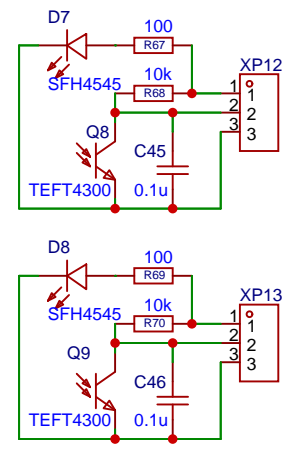 D7
100
R67
SFH4545
10k
XP12
R68
1
1
2
2
3
3
Q8
C45
TEFT4300
0.1u
D8
100
R69
SFH4545
10k
XP13
R70
1
1
2
2
3
3
Q9
C46
TEFT4300
0.1u